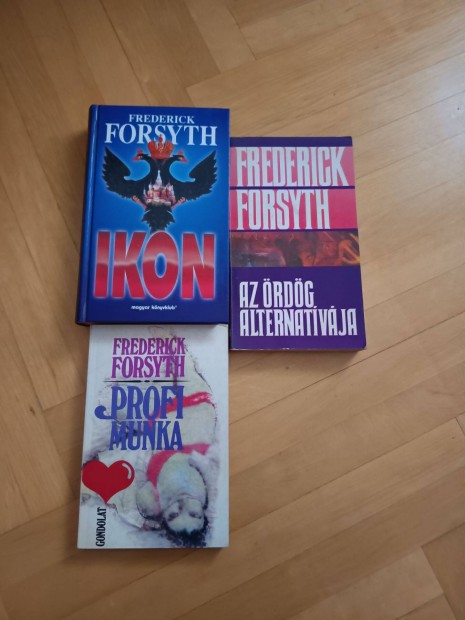 FREDERICK
FORSYTH
IKON
magyar könyvklub
FREDERICK
FORSYTH
AZ ÖRDÖG
ALTERNATÍVÁJA
FREDERICK
FORSYTH
PROFI
MUNKA
GONDOLAT